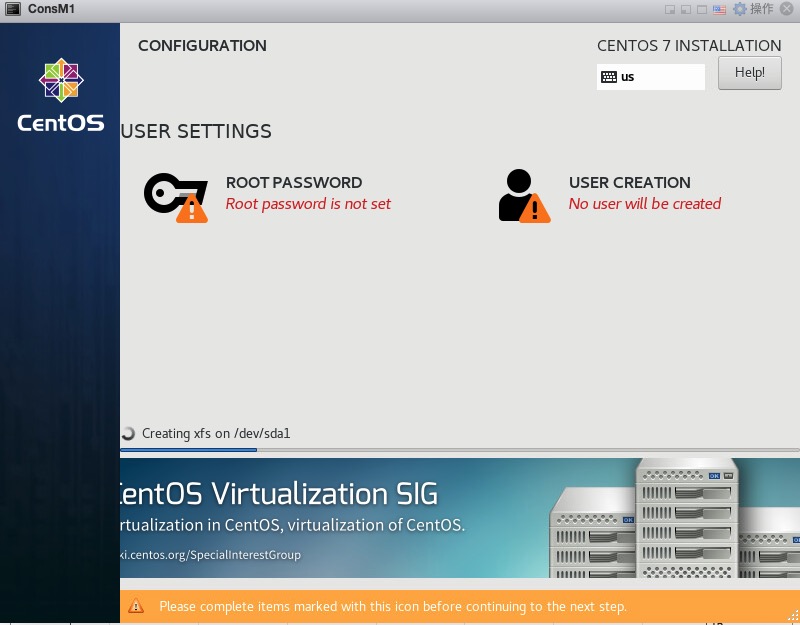 ConsM1
操作
CentOS
CONFIGURATION
CENTOS 7 INSTALLATION
us
Help!
USER SETTINGS
ROOT PASSWORD
Root password is not set
USER CREATION
No user will be created
Creating xfs on /dev/sda1
CentOS Virtualization SIG
rtualization in CentOS, virtualization of CentOS.
ki.centos.org/SpecialInterestGroup
Please complete items marked with this icon before continuing to the next step.